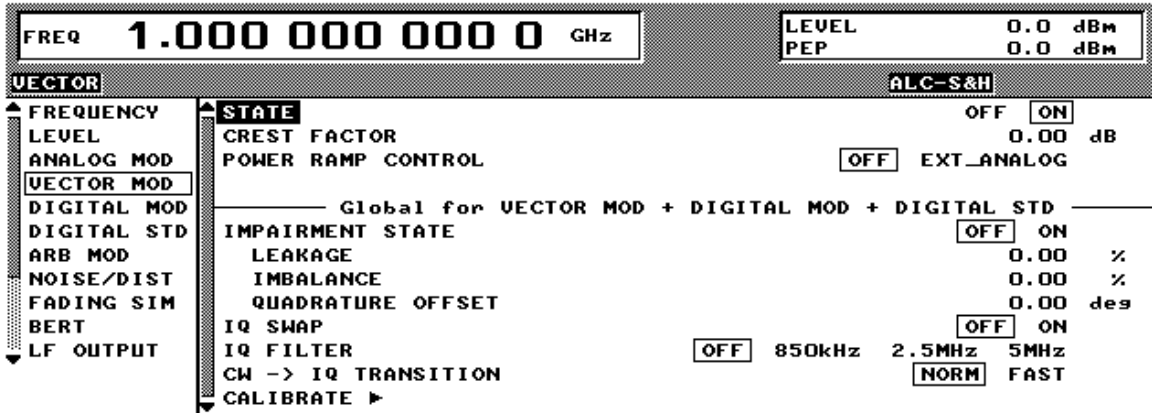 FREQ 1.000 000 000 0 GHz
LEVEL 0.0 dBm
PEP 0.0 dBm
VECTOR ALC-S&H
FREQUENCY
LEVEL
ANALOG MOD
VECTOR MOD
DIGITAL MOD
DIGITAL STD
ARB MOD
NOISE/DIST
FADING SIM
BERT
LF OUTPUT
STATE OFF ON
CREST FACTOR 0.00 dB
POWER RAMP CONTROL OFF EXT_ANALOG
Global for VECTOR MOD + DIGITAL MOD + DIGITAL STD
IMPAIRMENT STATE OFF ON
LEAKAGE 0.00 %
IMBALANCE 0.00 %
QUADRATURE OFFSET 0.00 deg
IQ SWAP OFF ON
IQ FILTER OFF 850kHz 2.5MHz 5MHz
CW -> IQ TRANSITION NORM FAST
CALIBRATE ▶